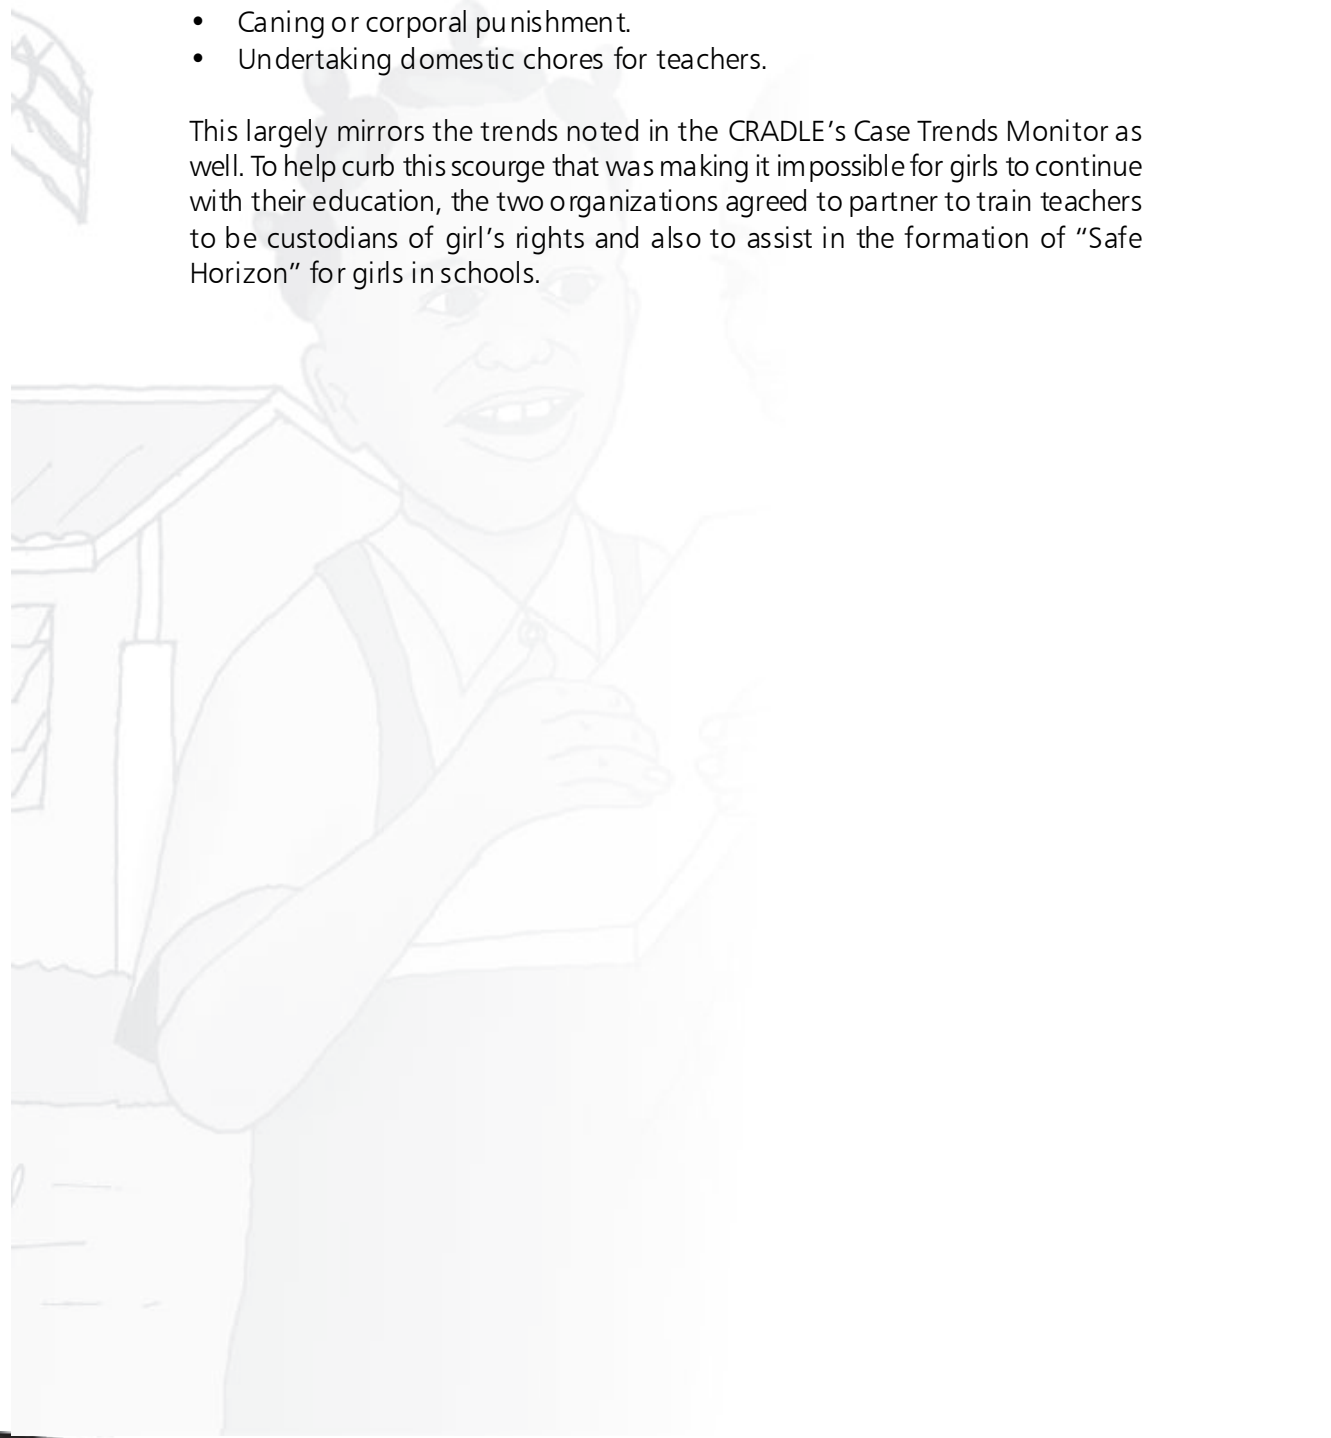 • Caning or corporal punishment.
• Undertaking domestic chores for teachers.
This largely mirrors the trends noted in the CRADLE’s Case Trends Monitor as
well. To help curb this scourge that was making it impossible for girls to continue
with their education, the two organizations agreed to partner to train teachers
to be custodians of girl’s rights and also to assist in the formation of “Safe
Horizon” for girls in schools.